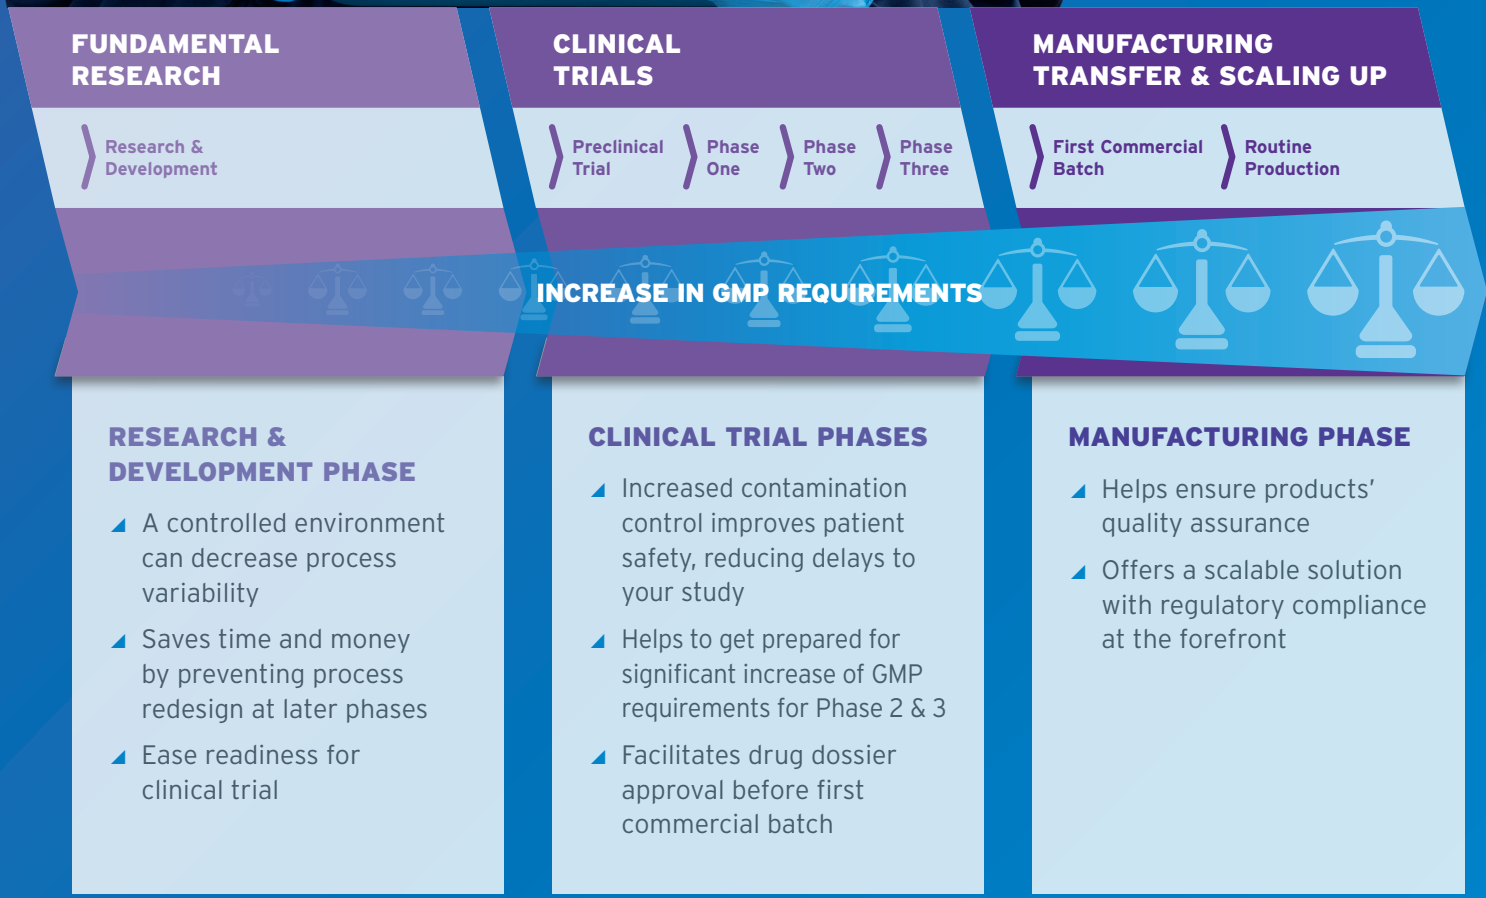 FUNDAMENTAL
RESEARCH
CLINICAL
TRIALS
MANUFACTURING
TRANSFER & SCALING UP
Research &
Development
Preclinical
Trial
Phase
One
Phase
Two
Phase
Three
First Commercial
Batch
Routine
Production
INCREASE IN GMP REQUIREMENTS
RESEARCH &
DEVELOPMENT PHASE
A controlled environment
can decrease process
variability
Saves time and money
by preventing process
redesign at later phases
Ease readiness for
clinical trial
CLINICAL TRIAL PHASES
Increased contamination
control improves patient
safety, reducing delays to
your study
Helps to get prepared for
significant increase of GMP
requirements for Phase 2 & 3
Facilitates drug dossier
approval before first
commercial batch
MANUFACTURING PHASE
Helps ensure products’
quality assurance
Offers a scalable solution
with regulatory compliance
at the forefront